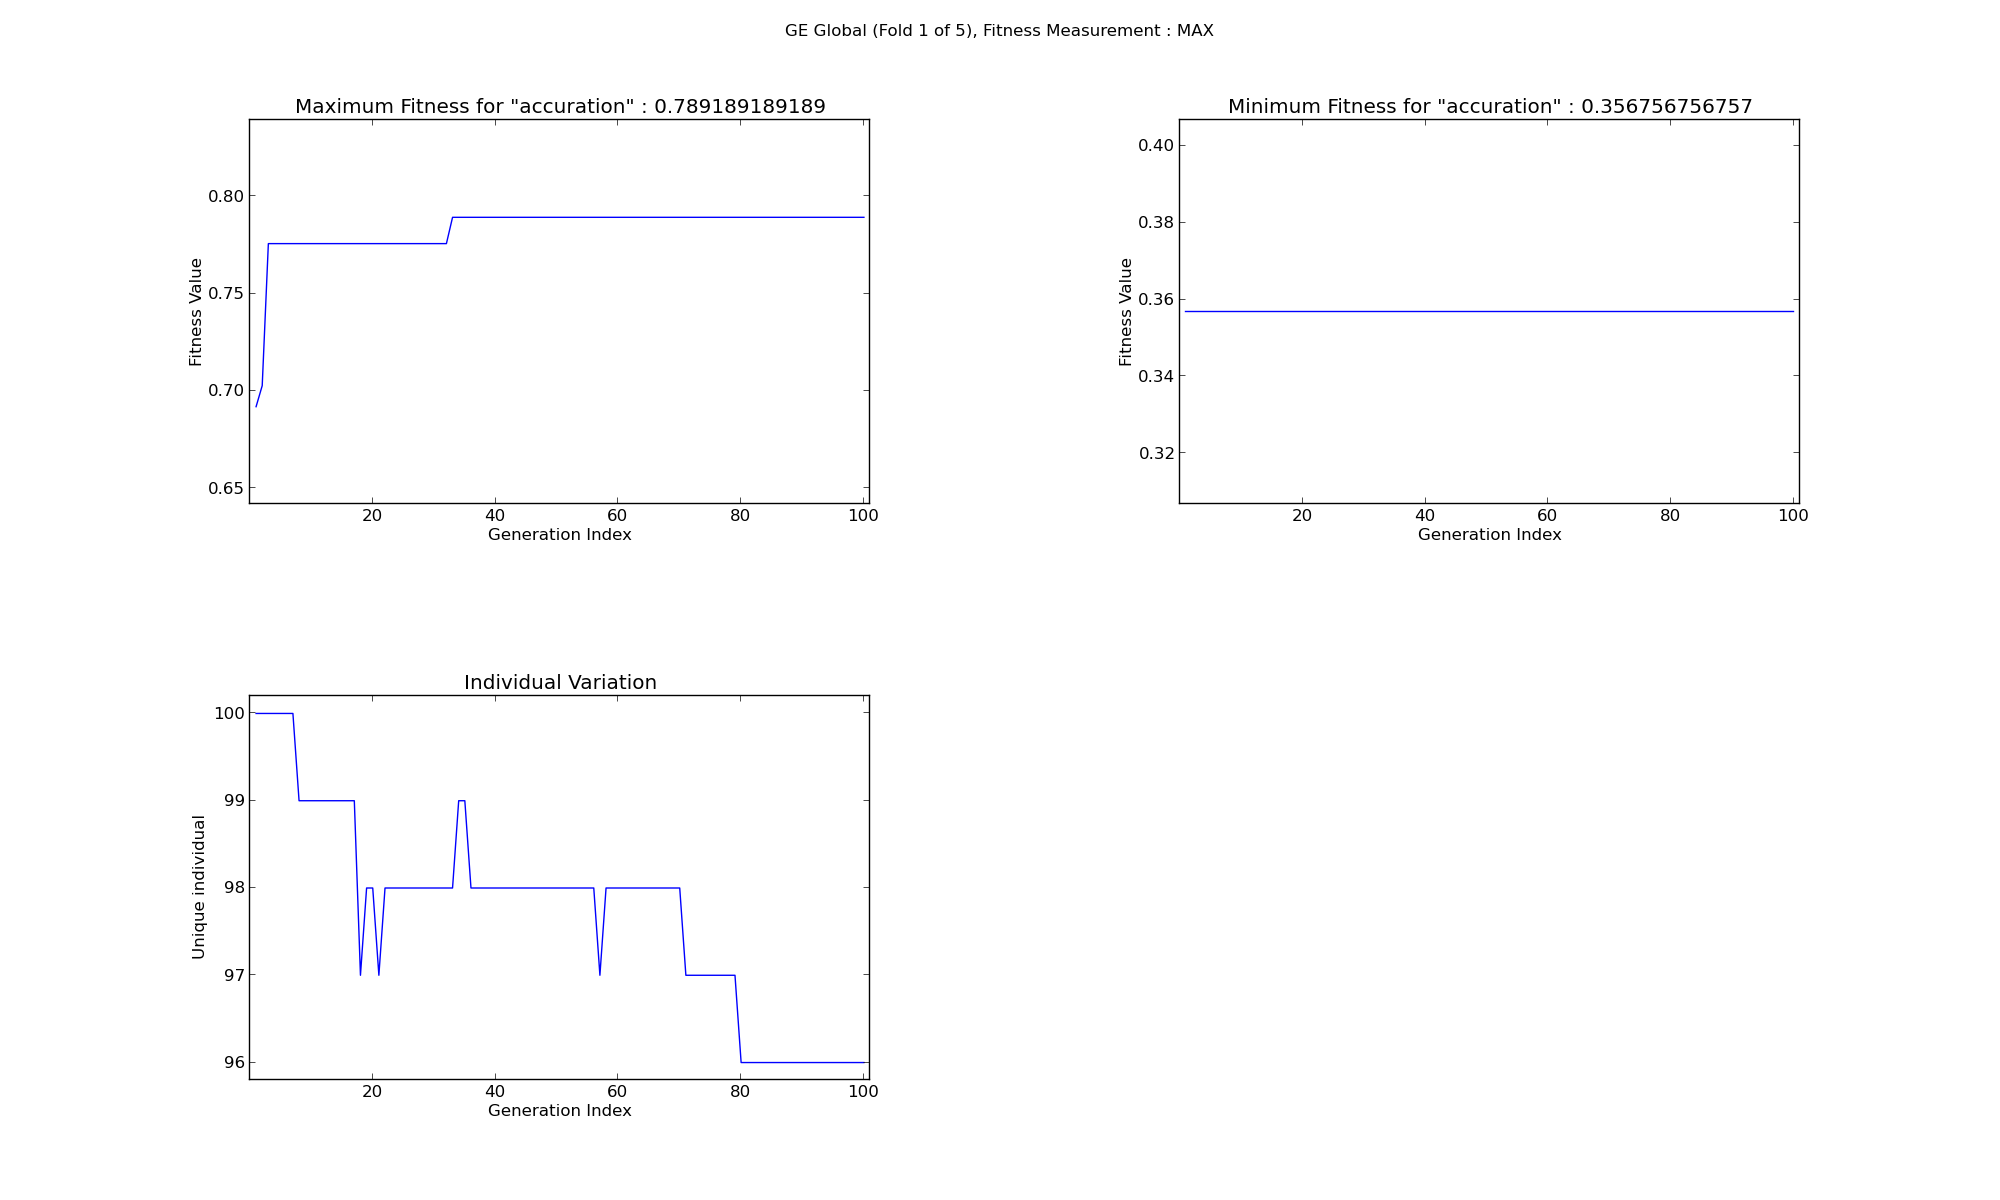 GE Global (Fold 1 of 5), Fitness Measurement : MAX
Maximum Fitness for "accuration" : 0.789189189189
0.80
0.75
0.70
0.65
Fitness Value
20 40 60 80 100
Generation Index
Minimum Fitness for "accuration" : 0.356756756757
0.40
0.38
0.36
0.34
0.32
Fitness Value
20 40 60 80 100
Generation Index
Individual Variation
100
99
98
97
96
Unique individual
20 40 60 80 100
Generation Index